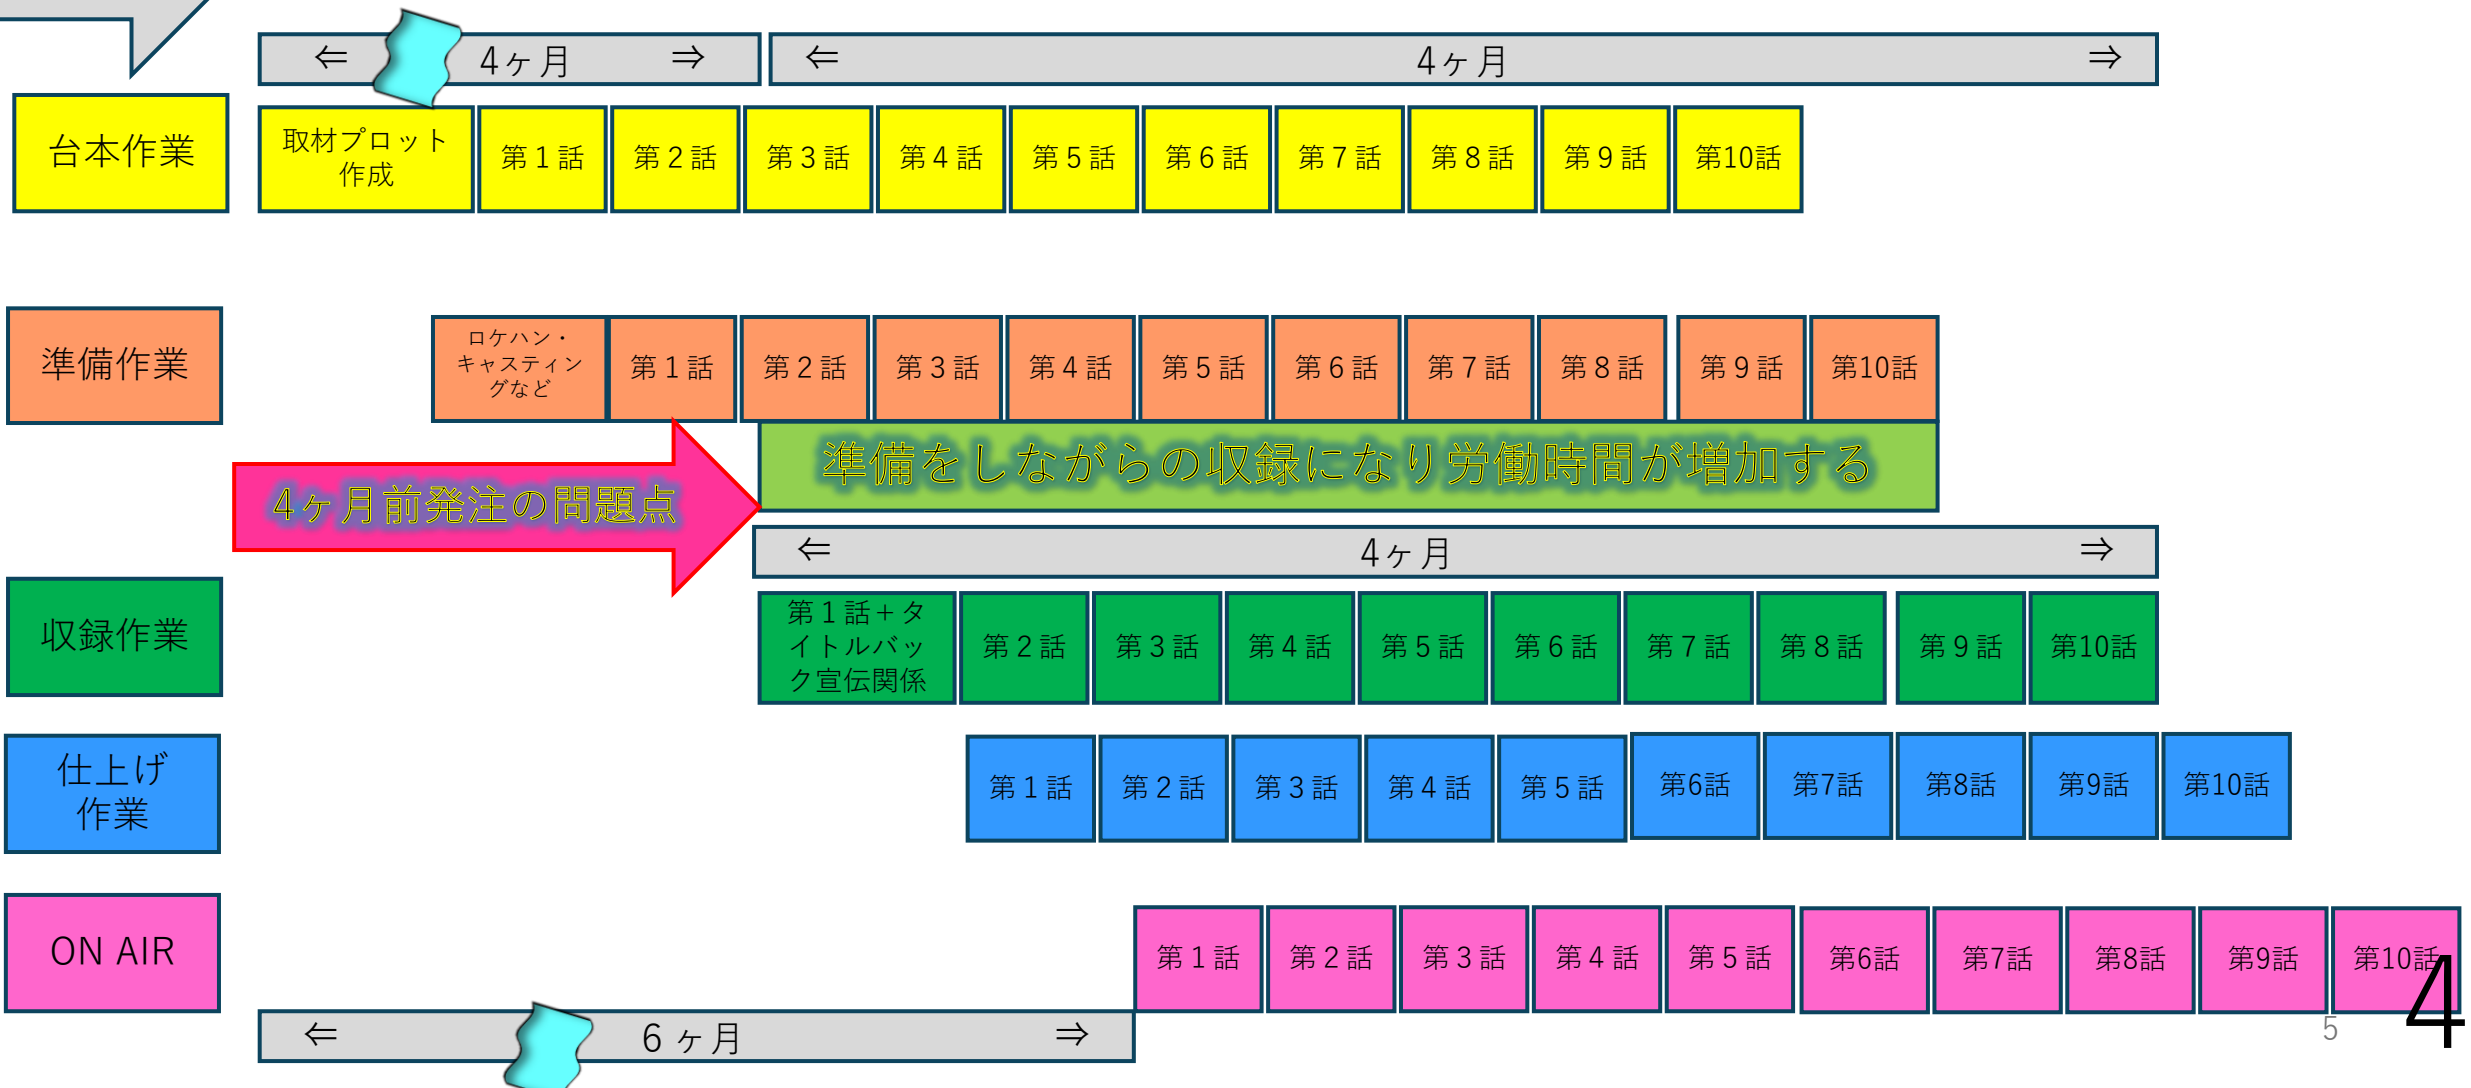 ⇐ 4ヶ月 ⇒
⇐ 4ヶ月 ⇒
台本作業
取材プロット
作成
第１話
第２話
第３話
第４話
第５話
第６話
第７話
第８話
第９話
第10話
準備作業
ロケハン・
キャスティン
グなど
第１話
第２話
第３話
第４話
第５話
第６話
第７話
第８話
第９話
第10話
準備をしながらの収録になり労働時間が増加する
4ヶ月前発注の問題点
⇐ 4ヶ月 ⇒
収録作業
第１話＋タ
イトルバッ
ク宣伝関係
第２話
第３話
第４話
第５話
第６話
第７話
第８話
第９話
第10話
仕上げ
作業
第１話
第２話
第３話
第４話
第５話
第6話
第7話
第8話
第9話
第10話
ON AIR
第１話
第２話
第３話
第４話
第５話
第6話
第7話
第8話
第9話
第10話
⇐ 6ヶ月 ⇒
5
4